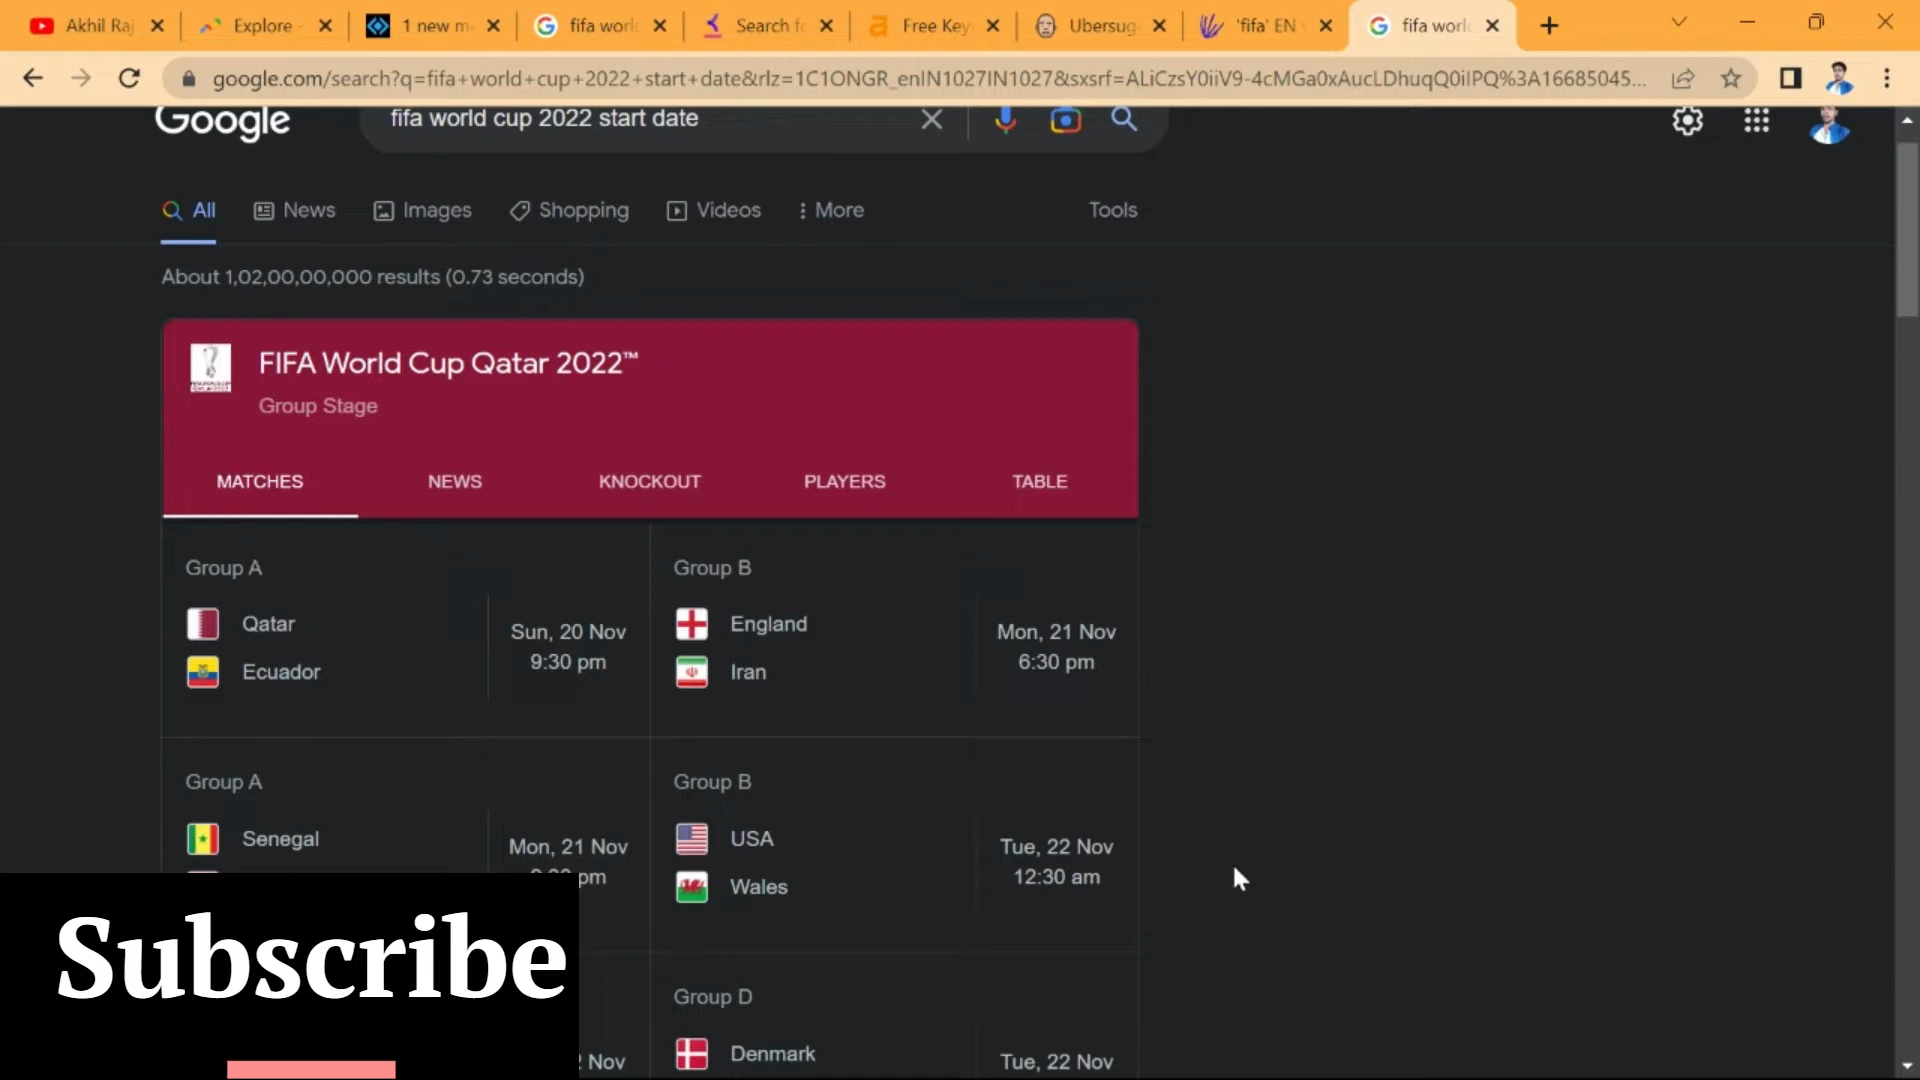 Akhil Raj
Explore -
1 new m
fifa worl
Search fo
Free Key
Ubersug
'fifa' EN
fifa worl
google.com/search?q=fifa+world+cup+2022+start+date&rlz=1C1ONGR_enIN1027IN1027&sxsrf=ALiCzsY0iiV9-4cMGa0xAucLDhuqQ0iIPQ%3A16685045...
Google
fifa world cup 2022 start date
All
News
Images
Shopping
Videos
More
Tools
About 1,02,00,00,000 results (0.73 seconds)
FIFA World Cup Qatar 2022™
Group Stage
MATCHES
NEWS
KNOCKOUT
PLAYERS
TABLE
Group A
Qatar
Ecuador
Sun, 20 Nov
9:30 pm
Group B
England
Iran
Mon, 21 Nov
6:30 pm
Group A
Senegal
Mon, 21 Nov
pm
Group B
USA
Wales
Tue, 22 Nov
12:30 am
Subscribe
Nov
Group D
Denmark
Tue, 22 Nov